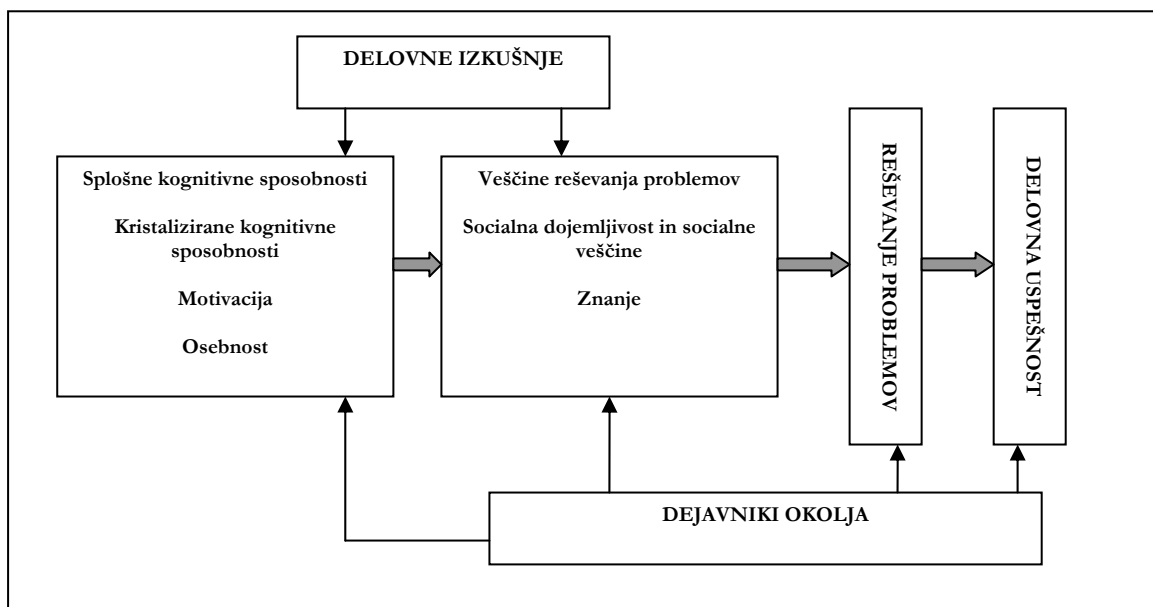 DELOVNE IZKUŠNJE
Splošne kognitivne sposobnosti
Kristalizirane kognitivne
sposobnosti
Motivacija
Osebnost
Veščine reševanja problemov
Socialna dojemljivost in socialne
veščine
Znanje
REŠEVANJE PROBLEMOV
DELOVNA USPEŠNOST
DEJAVNIKI OKOLJA